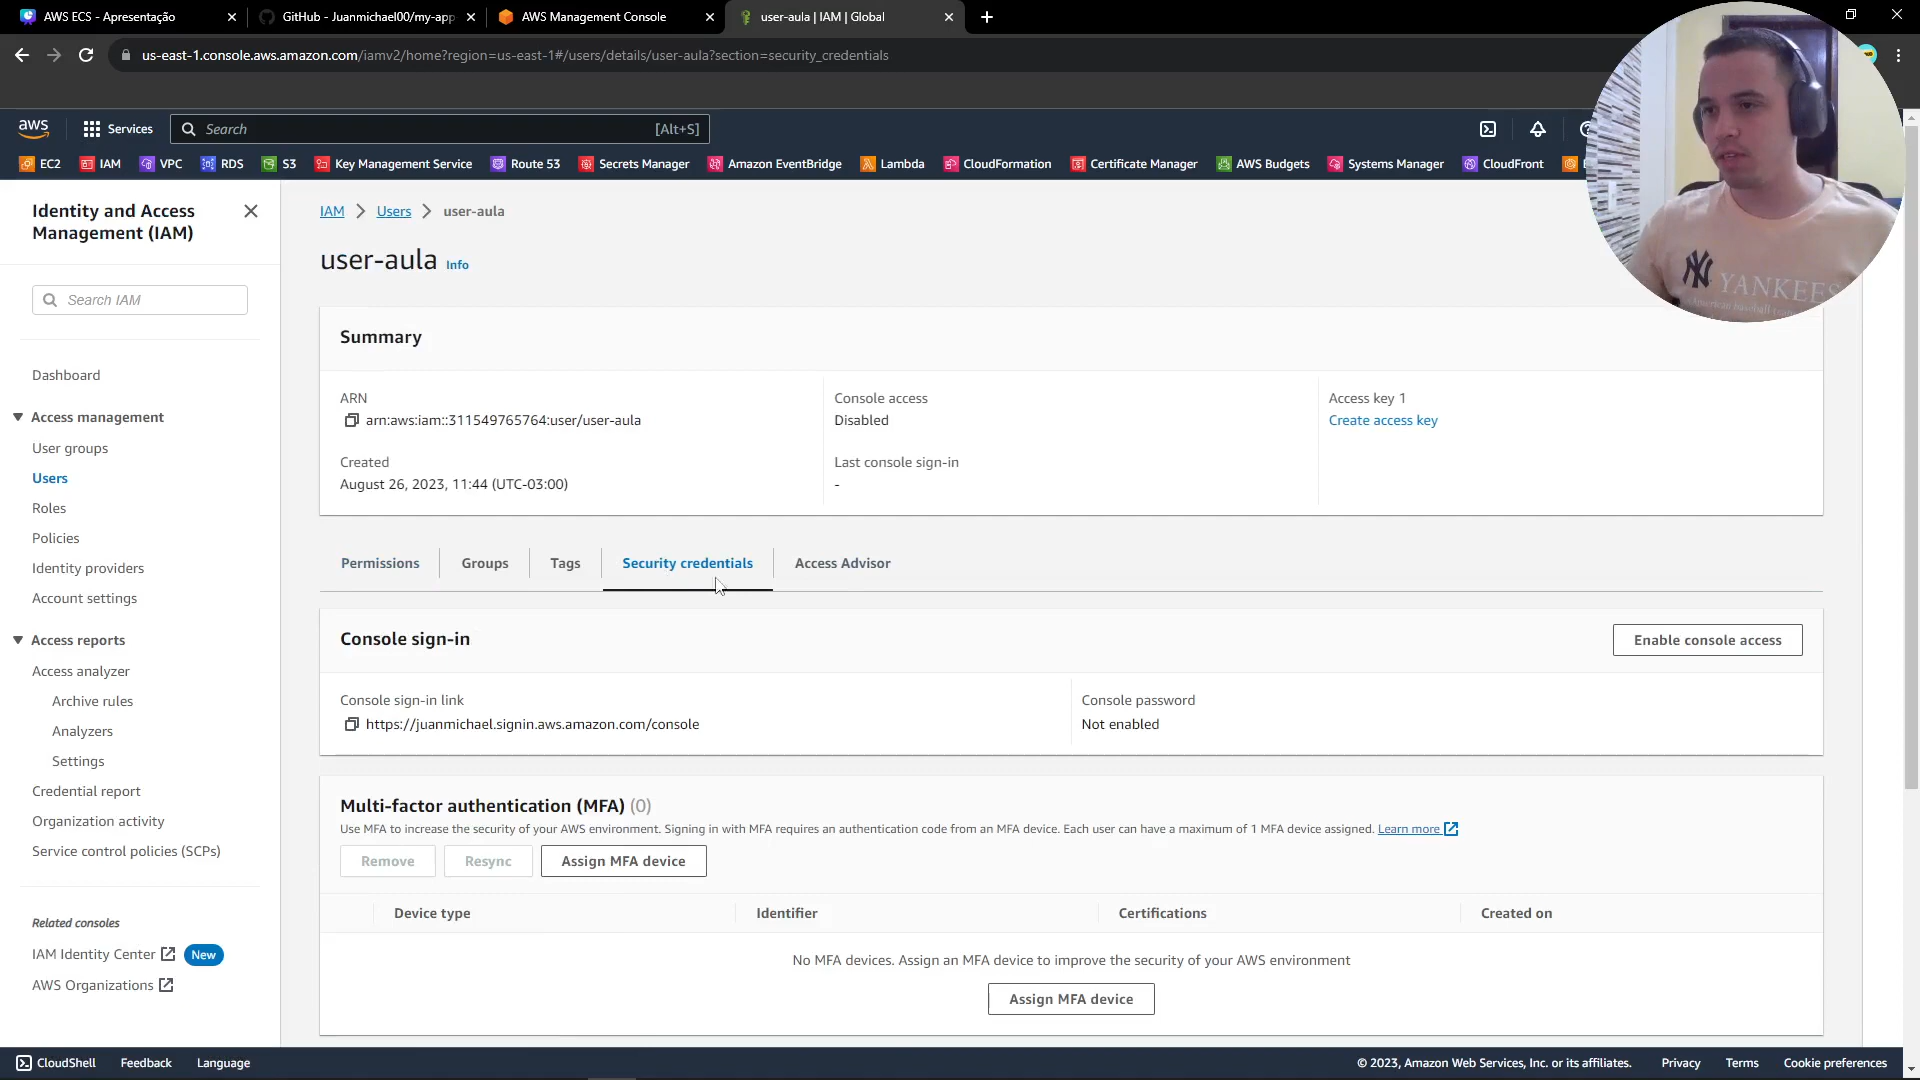 AWS ECS - Apresentação
GitHub - Juanmichael00/my-app
AWS Management Console
user-aula | IAM | Global
us-east-1.console.aws.amazon.com/iamv2/home?region=us-east-1#/users/details/user-aula?section=security_credentials
aws
Services
Search
[Alt+S]
EC2
IAM
VPC
RDS
S3
Key Management Service
Route 53
Secrets Manager
Amazon EventBridge
Lambda
CloudFormation
Certificate Manager
AWS Budgets
Systems Manager
CloudFront
Identity and Access
Management (IAM)
Search IAM
Dashboard
Access management
User groups
Users
Roles
Policies
Identity providers
Account settings
Access reports
Access analyzer
Archive rules
Analyzers
Settings
Credential report
Organization activity
Service control policies (SCPs)
Related consoles
IAM Identity Center
New
AWS Organizations
IAM
Users
user-aula
user-aula
Info
Summary
ARN
arn:aws:iam::311549765764:user/user-aula
Console access
Disabled
Access key 1
Create access key
Created
August 26, 2023, 11:44 (UTC-03:00)
Last console sign-in
-
Permissions
Groups
Tags
Security credentials
Access Advisor
Console sign-in
Enable console access
Console sign-in link
https://juanmichael.signin.aws.amazon.com/console
Console password
Not enabled
Multi-factor authentication (MFA) (0)
Use MFA to increase the security of your AWS environment. Signing in with MFA requires an authentication code from an MFA device. Each user can have a maximum of 1 MFA device assigned. Learn more
Remove
Resync
Assign MFA device
Device type
Identifier
Certifications
Created on
No MFA devices. Assign an MFA device to improve the security of your AWS environment
Assign MFA device
NY
YANKEES
CloudShell
Feedback
Language
© 2023, Amazon Web Services, Inc. or its affiliates.
Privacy
Terms
Cookie preferences